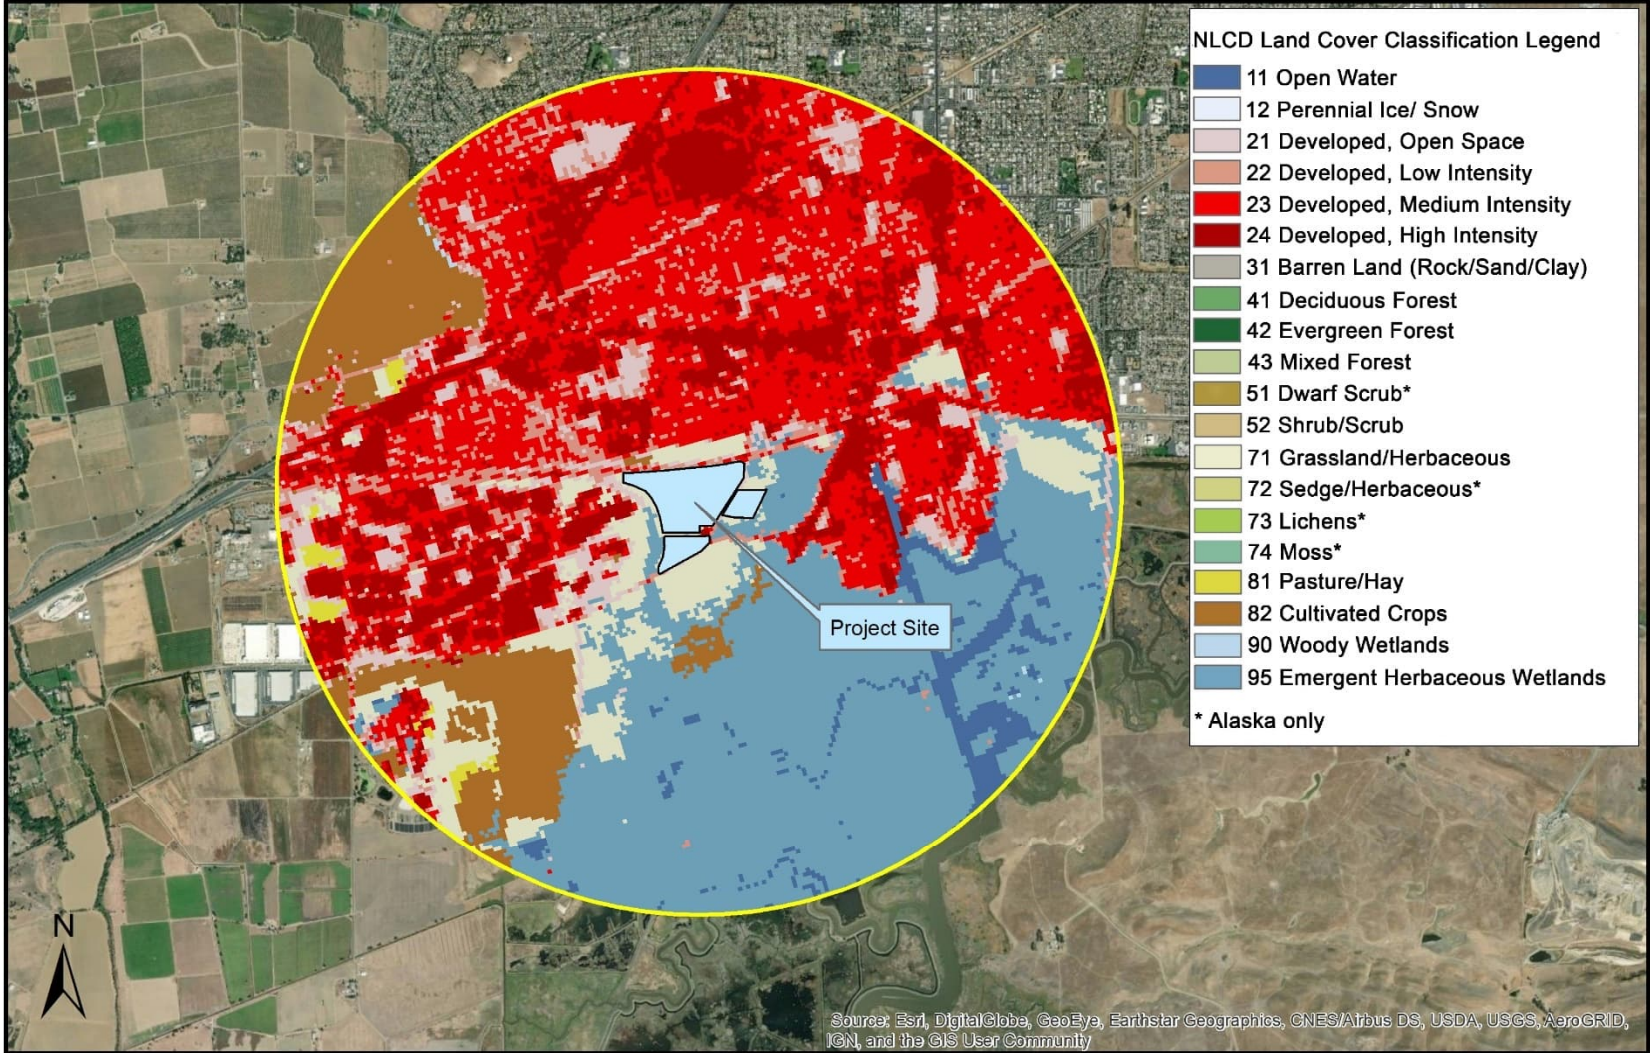 NLCD Land Cover Classification Legend
11 Open Water
12 Perennial Ice/ Snow
21 Developed, Open Space
22 Developed, Low Intensity
23 Developed, Medium Intensity
24 Developed, High Intensity
31 Barren Land (Rock/Sand/Clay)
41 Deciduous Forest
42 Evergreen Forest
43 Mixed Forest
51 Dwarf Scrub*
52 Shrub/Scrub
71 Grassland/Herbaceous
72 Sedge/Herbaceous*
73 Lichens*
74 Moss*
81 Pasture/Hay
82 Cultivated Crops
90 Woody Wetlands
95 Emergent Herbaceous Wetlands
* Alaska only
Project Site
N
Source: Esri, DigitalGlobe, GeoEye, Earthstar Geographics, CNES/Airbus DS, USDA, USGS, AeroGRID,
IGN, and the GIS User Community